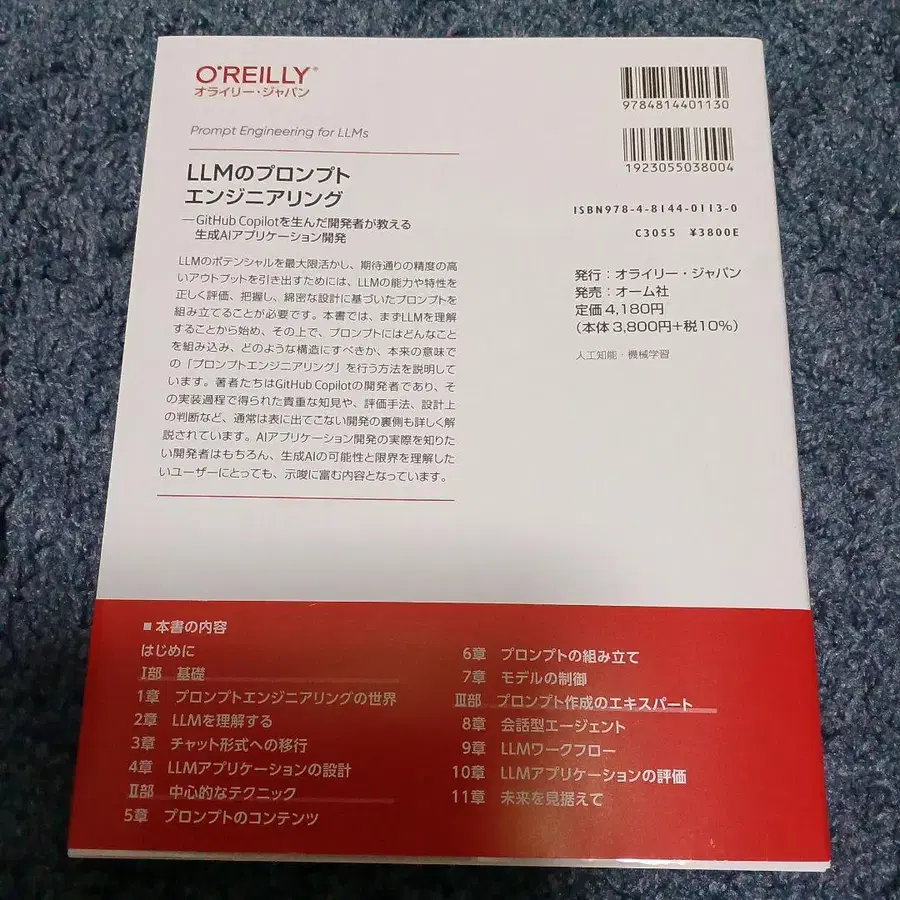 O'REILLY®
オライリー・ジャパン
Prompt Engineering for LLMs
LLMのプロンプト
エンジニアリング
―GitHub Copilotを生んだ開発者が教える
生成AIアプリケーション開発
LLMのポテンシャルを最大限活かし、期待通りの精度の高
いアウトプットを引き出すためには、LLMの能力や特性を
正しく評価、把握し、綿密な設計に基づいたプロンプトを
組み立てることが必要です。本書では、まずLLMを理解
することから始め、その上で、プロンプトにはどんなこと
を組み込み、どのような構造にすべきか、本来の意味で
の「プロンプトエンジニアリング」を行う方法を説明して
います。著者たちはGitHub Copilotの開発者であり、そ
の実装過程で得られた貴重な知見や、評価手法、設計上
の判断など、通常は表に出てこない開発の裏側も詳しく解
説されています。AIアプリケーション開発の実際を知りた
い開発者はもちろん、生成AIの可能性と限界を理解した
いユーザーにとっても、示唆に富む内容となっています。
9784814401130
1923055038004
ISBN978-4-8144-0113-0
C3055 ¥3800E
発行：オライリー・ジャパン
発売：オーム社
定価4,180円
（本体3,800円+税10%）
人工知能・機械学習
■本書の内容
はじめに
I部 基礎
1章 プロンプトエンジニアリングの世界
2章 LLMを理解する
3章 チャット形式への移行
4章 LLMアプリケーションの設計
II部 中心的なテクニック
5章 プロンプトのコンテンツ
6章 プロンプトの組み立て
7章 モデルの制御
III部 プロンプト作成のエキスパート
8章 会話型エージェント
9章 LLMワークフロー
10章 LLMアプリケーションの評価
11章 未来を見据えて